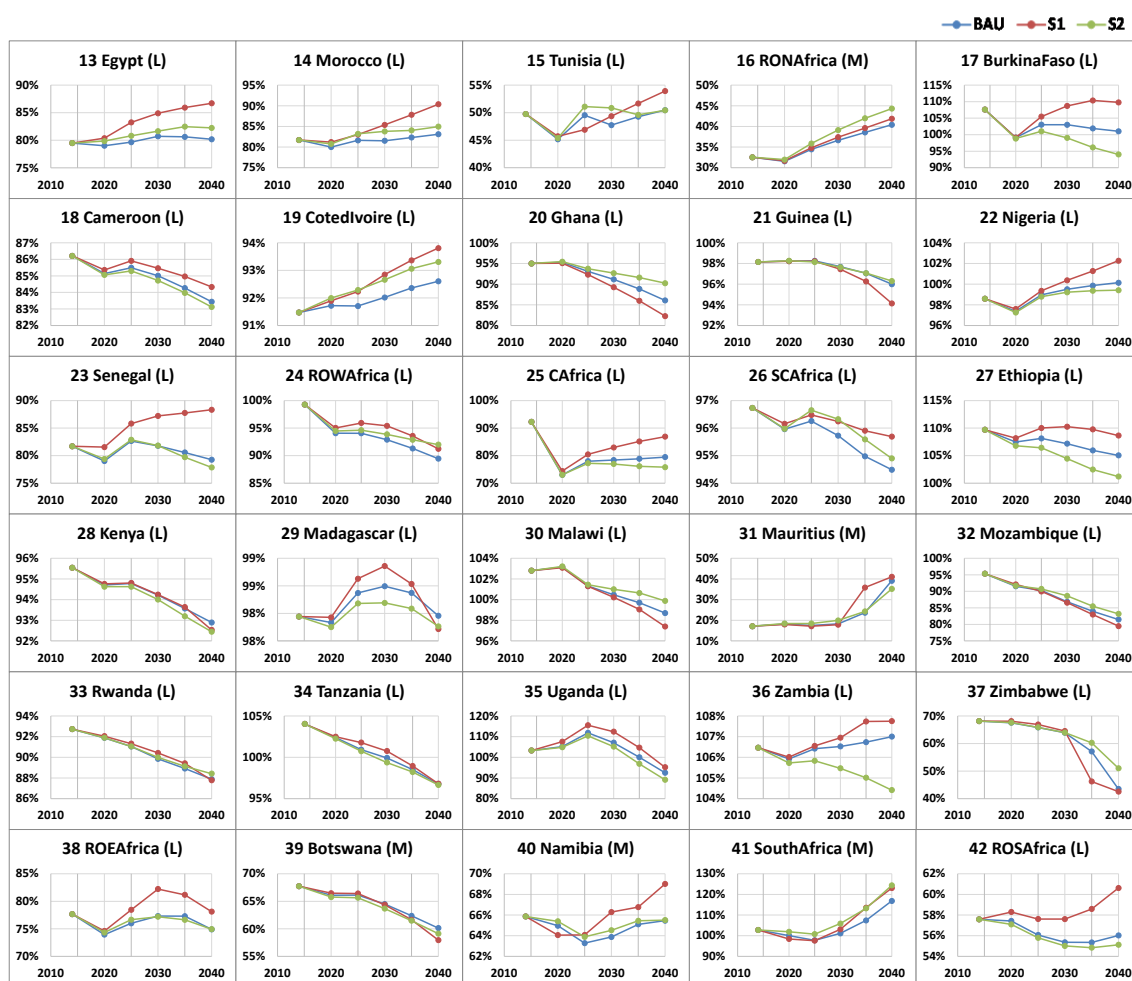 BAU S1 S2
13 Egypt (L) 14 Morocco (L) 15 Tunisia (L) 16 RONAfrica (M) 17 BurkinaFaso (L)
90% 95% 55% 50% 115%
85% 90% 50% 45% 110%
80% 85% 45% 40% 105%
75% 80% 40% 35% 100%
75% 30% 95%
90%
2010 2020 2030 2040 2010 2020 2030 2040 2010 2020 2030 2040 2010 2020 2030 2040 2010 2020 2030 2040
18 Cameroon (L) 19 CotedIvoire (L) 20 Ghana (L) 21 Guinea (L) 22 Nigeria (L)
87% 94% 100% 100% 104%
86% 93% 95% 98% 102%
85% 92% 90% 96% 100%
84% 91% 85% 94% 98%
83% 80% 92% 96%
82%
2010 2020 2030 2040 2010 2020 2030 2040 2010 2020 2030 2040 2010 2020 2030 2040 2010 2020 2030 2040
23 Senegal (L) 24 ROWAfrica (L) 25 CAfrica (L) 26 SCAfrica (L) 27 Ethiopia (L)
90% 100% 100% 97% 115%
85% 95% 90% 96% 110%
80% 90% 80% 95% 105%
75% 85% 70% 94% 100%
2010 2020 2030 2040 2010 2020 2030 2040 2010 2020 2030 2040 2010 2020 2030 2040 2010 2020 2030 2040
28 Kenya (L) 29 Madagascar (L) 30 Malawi (L) 31 Mauritius (M) 32 Mozambique (L)
96% 99% 104% 50% 100%
95% 99% 102% 40% 95%
94% 98% 100% 30% 90%
93% 98% 98% 20% 85%
92% 96% 10% 80%
75%
2010 2020 2030 2040 2010 2020 2030 2040 2010 2020 2030 2040 2010 2020 2030 2040 2010 2020 2030 2040
33 Rwanda (L) 34 Tanzania (L) 35 Uganda (L) 36 Zambia (L) 37 Zimbabwe (L)
94% 105% 120% 108% 70%
92% 100% 110% 106% 60%
90% 95% 100% 105% 50%
88% 90% 104% 40%
86% 80%
2010 2020 2030 2040 2010 2020 2030 2040 2010 2020 2030 2040 2010 2020 2030 2040 2010 2020 2030 2040
38 ROEAfrica (L) 39 Botswana (M) 40 Namibia (M) 41 SouthAfrica (M) 42 ROSAfrica (L)
85% 70% 70% 130% 62%
80% 65% 68% 120% 60%
75% 60% 66% 110% 58%
70% 55% 64% 100% 56%
62% 90% 54%
2010 2020 2030 2040 2010 2020 2030 2040 2010 2020 2030 2040 2010 2020 2030 2040 2010 2020 2030 2040